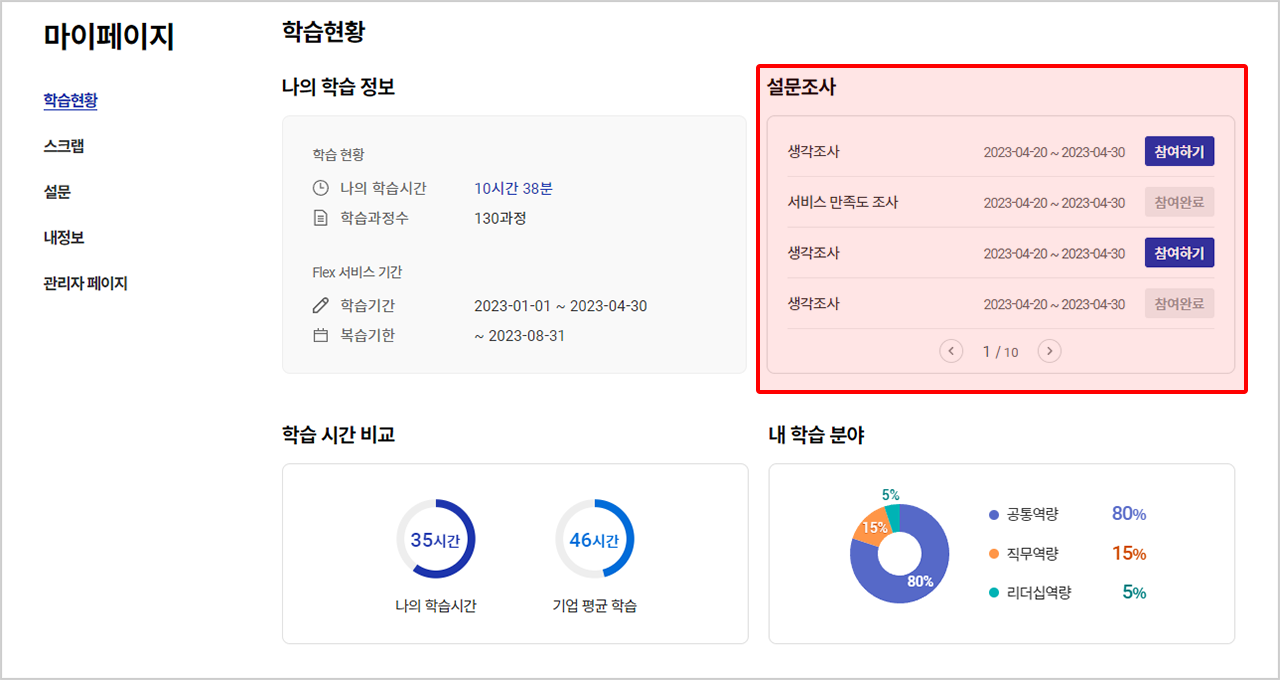 마이페이지
학습현황
스크랩
설문
내정보
관리자 페이지
학습현황
나의 학습 정보
학습 현황
나의 학습시간 10시간 38분
학습과정수 130과정
Flex 서비스 기간
학습기간 2023-01-01 ~ 2023-04-30
복습기한 ~ 2023-08-31
설문조사
생각조사 2023-04-20 ~ 2023-04-30 참여하기
서비스 만족도 조사 2023-04-20 ~ 2023-04-30 참여완료
생각조사 2023-04-20 ~ 2023-04-30 참여하기
생각조사 2023-04-20 ~ 2023-04-30 참여완료
1 / 10
학습 시간 비교
35시간 46시간
나의 학습시간 기업 평균 학습
내 학습 분야
5%
15%
80%
공통역량 80%
직무역량 15%
리더십역량 5%